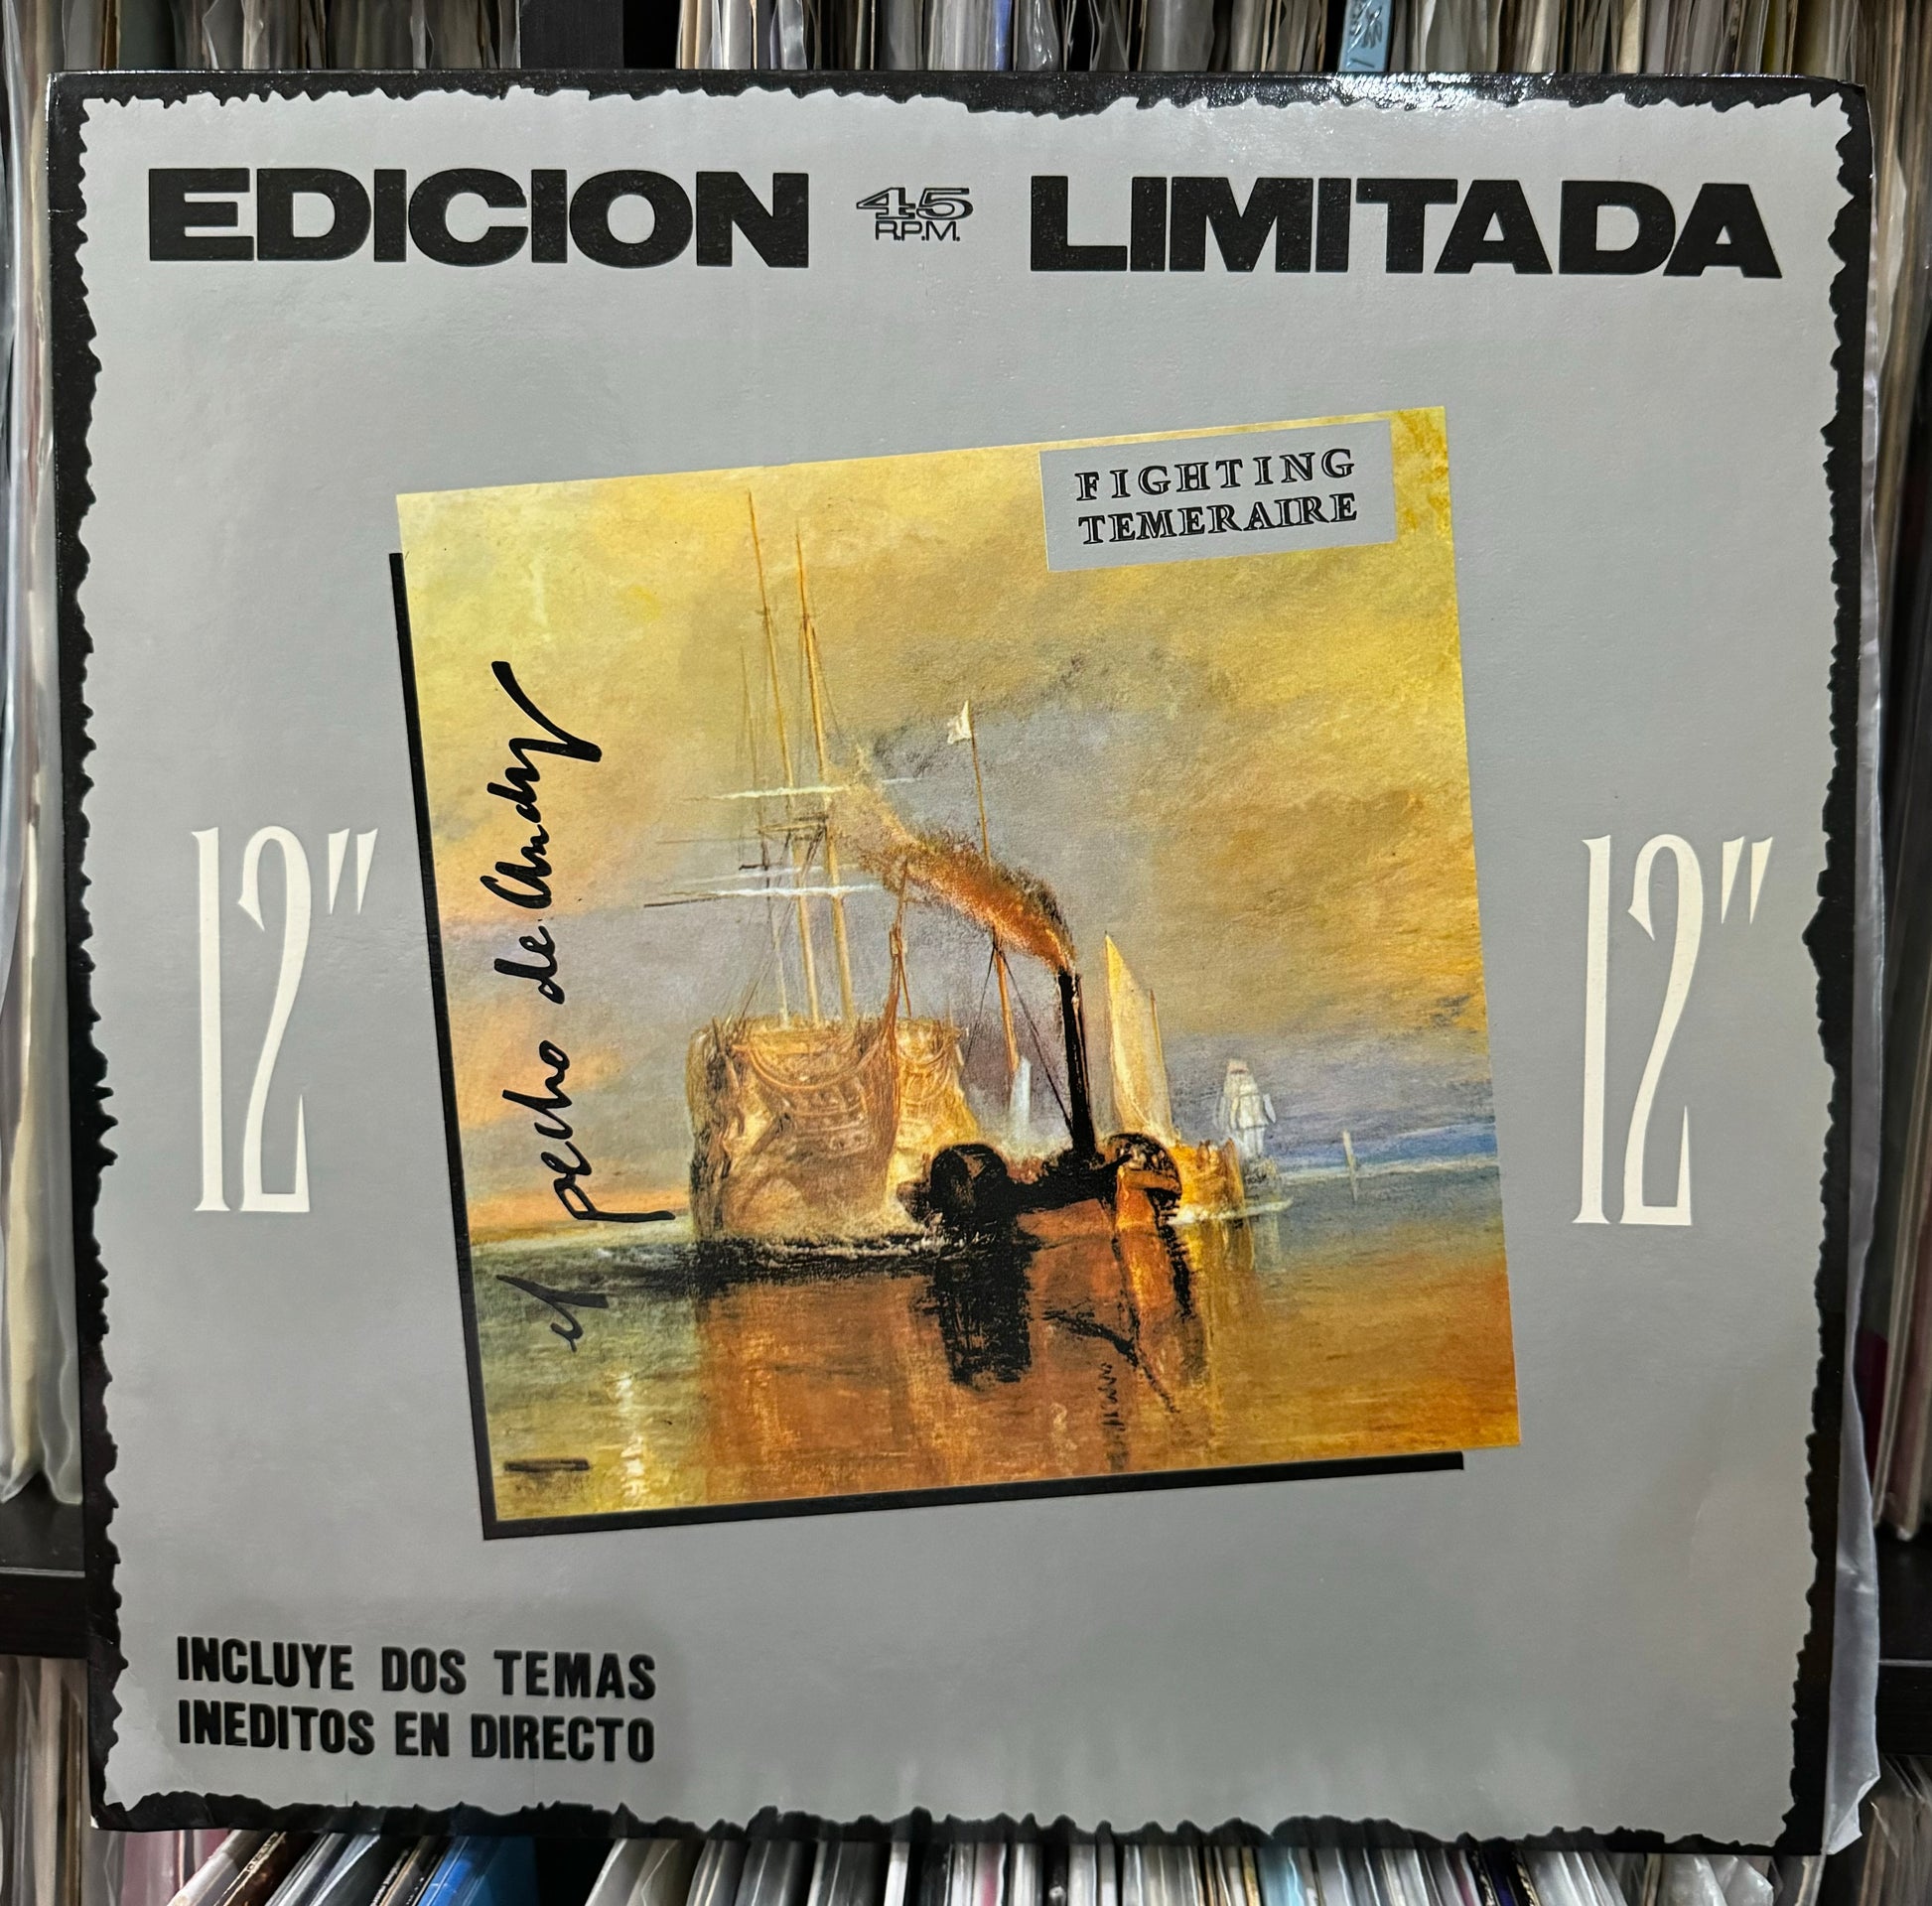 EDICION 45 R.P.M. LIMITADA
FIGHTING
TEMERAIRE
el pecho de Andy
12" 12"
INCLUYE DOS TEMAS
INEDITOS EN DIRECTO